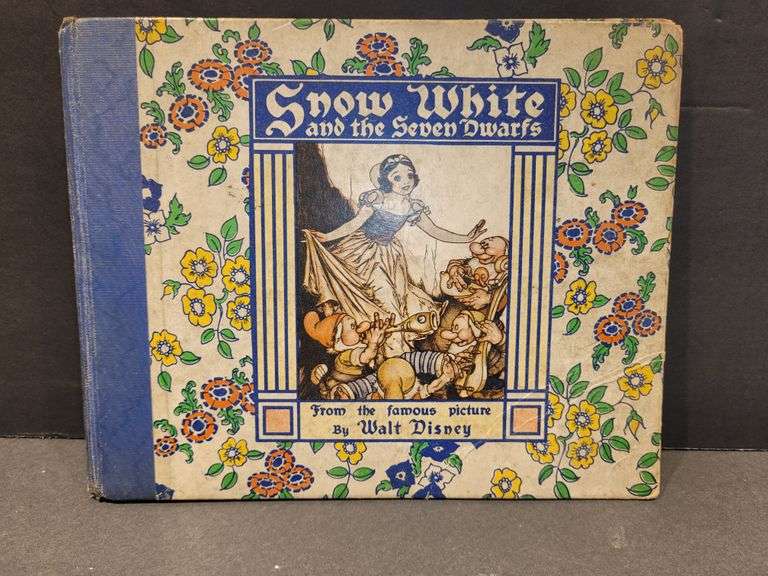 Snow White
and the Seven Dwarfs
From the famous picture
By Walt Disney